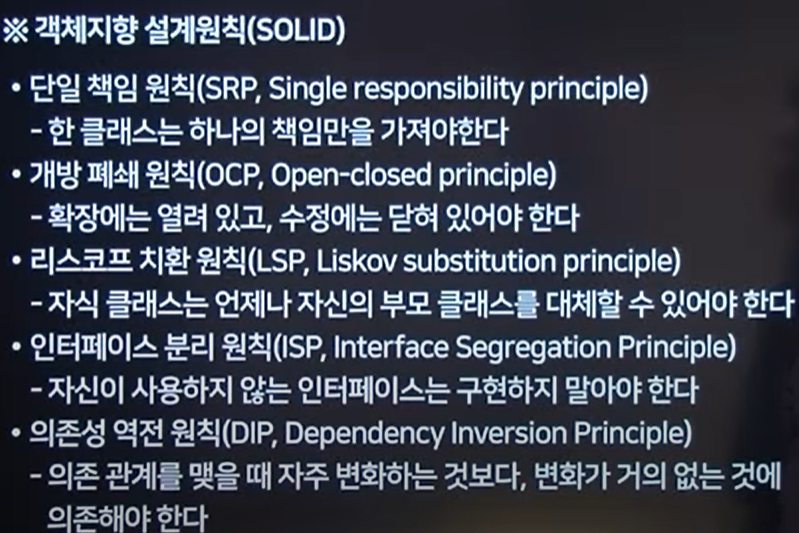 ※ 객체지향 설계원칙(SOLID)
• 단일 책임 원칙(SRP, Single responsibility principle)
- 한 클래스는 하나의 책임만을 가져야한다
• 개방 폐쇄 원칙(OCP, Open-closed principle)
- 확장에는 열려 있고, 수정에는 닫혀 있어야 한다
• 리스코프 치환 원칙(LSP, Liskov substitution principle)
- 자식 클래스는 언제나 자신의 부모 클래스를 대체할 수 있어야 한다
• 인터페이스 분리 원칙(ISP, Interface Segregation Principle)
- 자신이 사용하지 않는 인터페이스는 구현하지 말아야 한다
• 의존성 역전 원칙(DIP, Dependency Inversion Principle)
- 의존 관계를 맺을 때 자주 변화하는 것보다, 변화가 거의 없는 것에
의존해야 한다